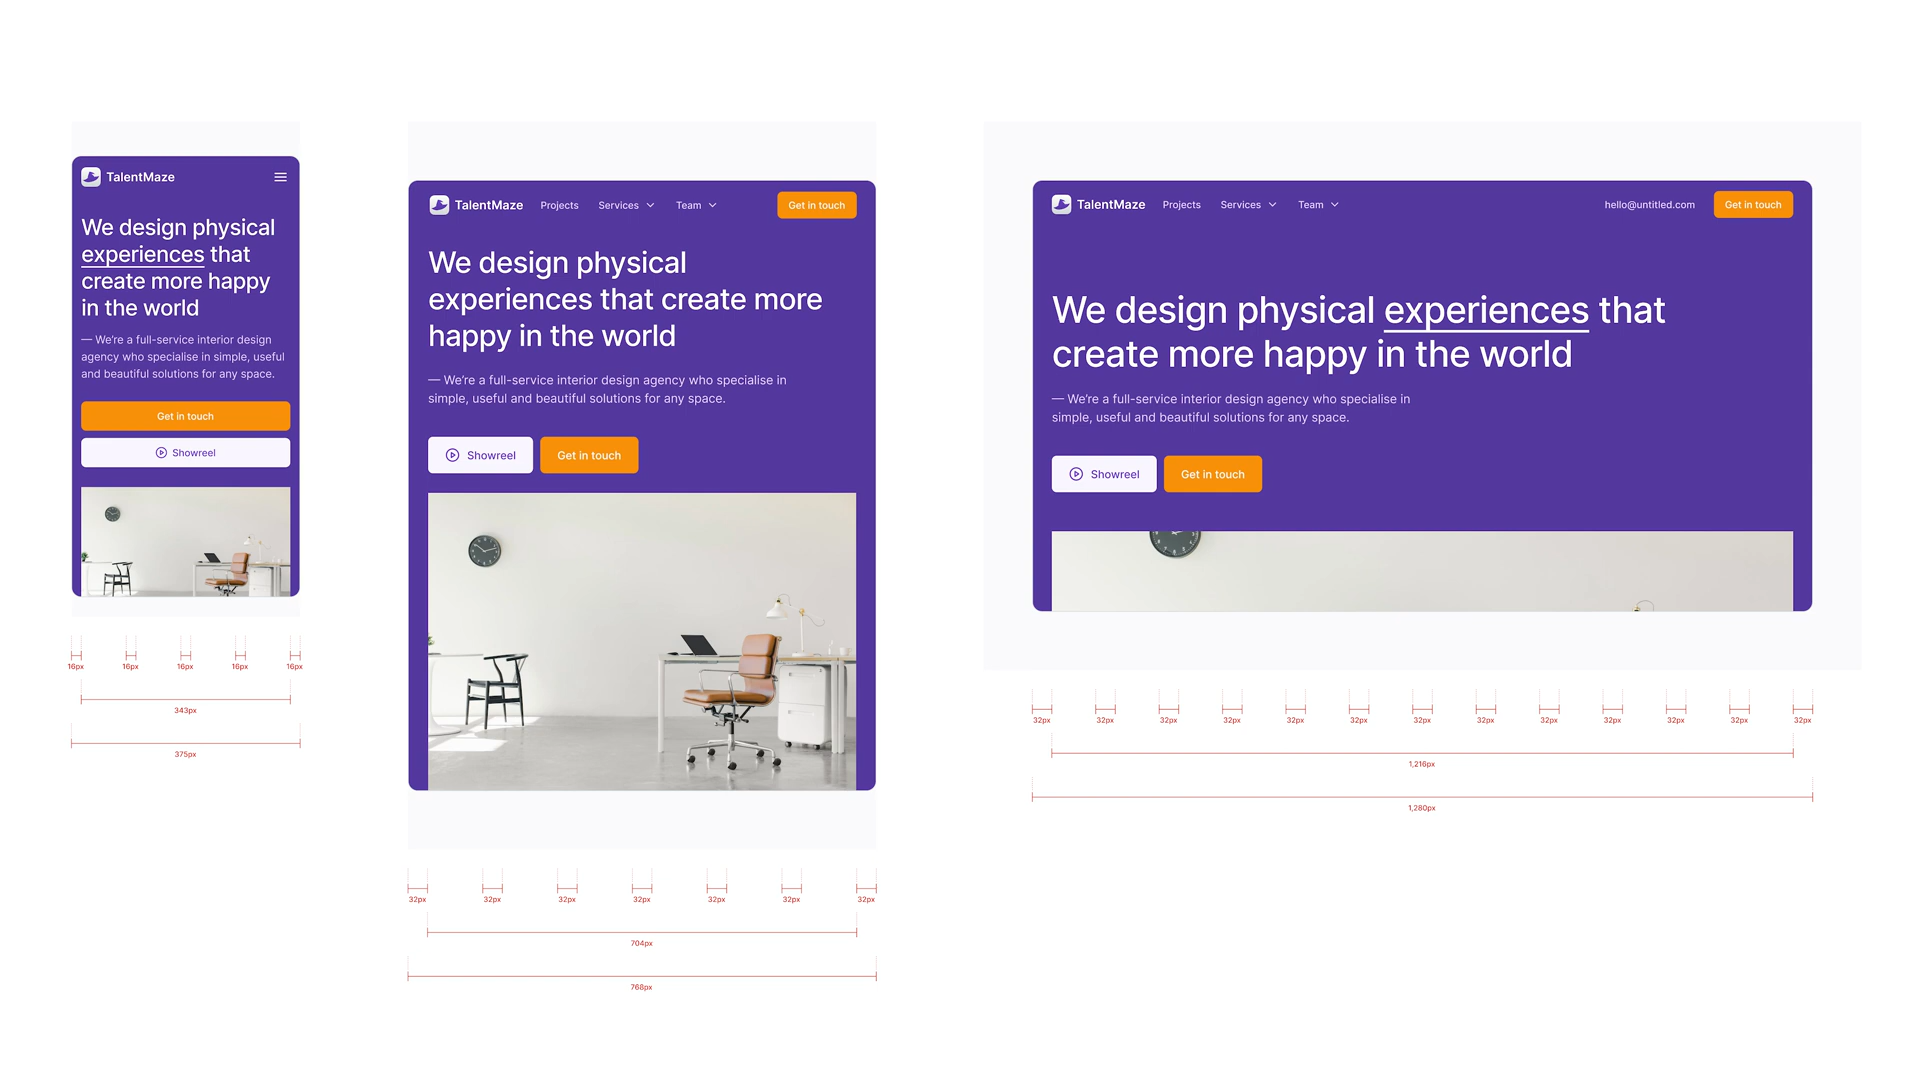 TalentMaze
We design physical
experiences that
create more happy
in the world
— We're a full-service interior design
agency who specialise in simple, useful
and beautiful solutions for any space.
Get in touch
Showreel
16px 16px 16px 16px 16px
343px
375px
TalentMaze Projects Services Team Get in touch
We design physical
experiences that create more
happy in the world
— We're a full-service interior design agency who specialise in
simple, useful and beautiful solutions for any space.
Showreel Get in touch
32px 32px 32px 32px 32px 32px 32px
704px
768px
TalentMaze Projects Services Team hello@untitled.com Get in touch
We design physical experiences that
create more happy in the world
— We're a full-service interior design agency who specialise in
simple, useful and beautiful solutions for any space.
Showreel Get in touch
32px 32px 32px 32px 32px 32px 32px 32px 32px 32px 32px 32px 32px
1,216px
1,280px